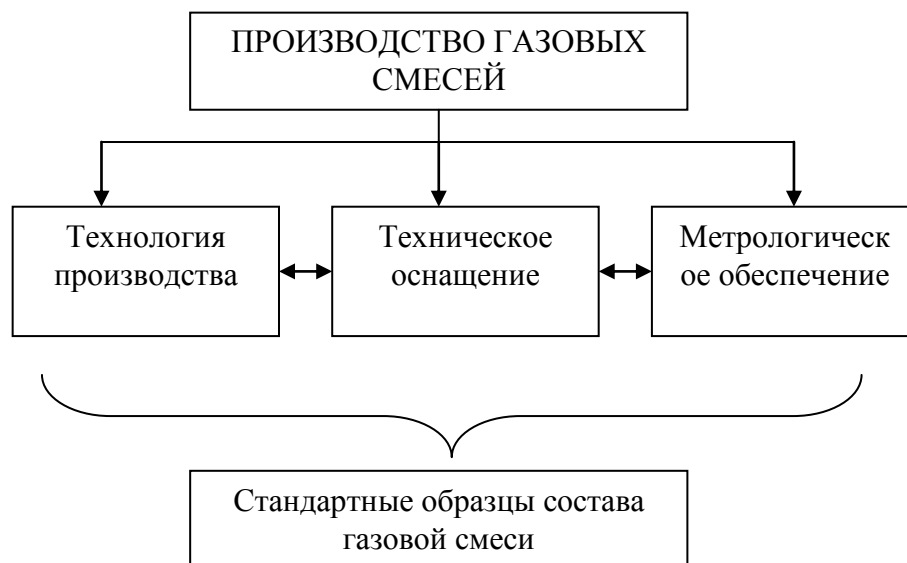 ПРОИЗВОДСТВО ГАЗОВЫХ
СМЕСЕЙ
Технология
производства
Техническое
оснащение
Метрологическ
ое обеспечение
Стандартные образцы состава
газовой смеси